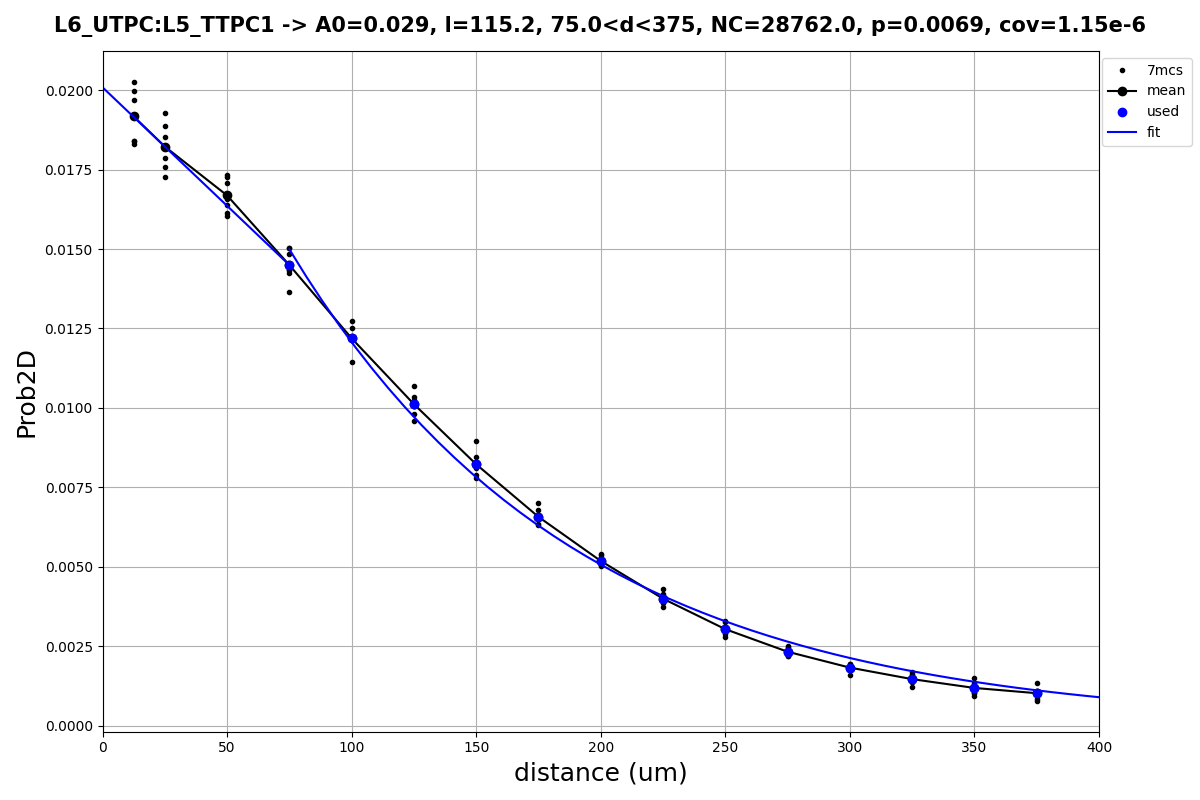 L6_UTPC:L5_TTPC1 -> A0=0.029, l=115.2, 75.0<d<375, NC=28762.0, p=0.0069, cov=1.15e-6
7mcs
mean
used
fit
0.0200
0.0175
0.0150
0.0125
0.0100
0.0075
0.0050
0.0025
0.0000
Prob2D
0 50 100 150 200 250 300 350 400
distance (um)